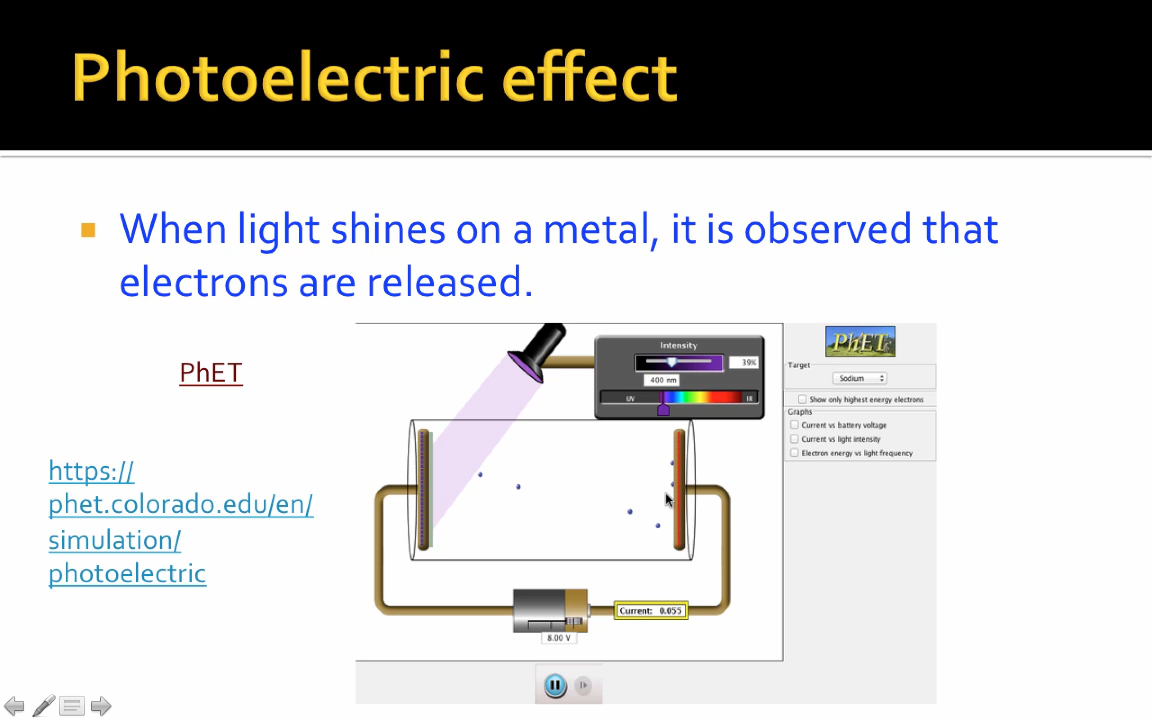 Photoelectric effect
When light shines on a metal, it is observed that
electrons are released.
PhET
https://
phet.colorado.edu/en/
simulation/
photoelectric
Intensity
39%
400 nm
UV
IR
Current: 0.055
8.00 V
PhET
Target
Sodium
Show only highest energy electrons
Graphs
Current vs battery voltage
Current vs light intensity
Electron energy vs light frequency